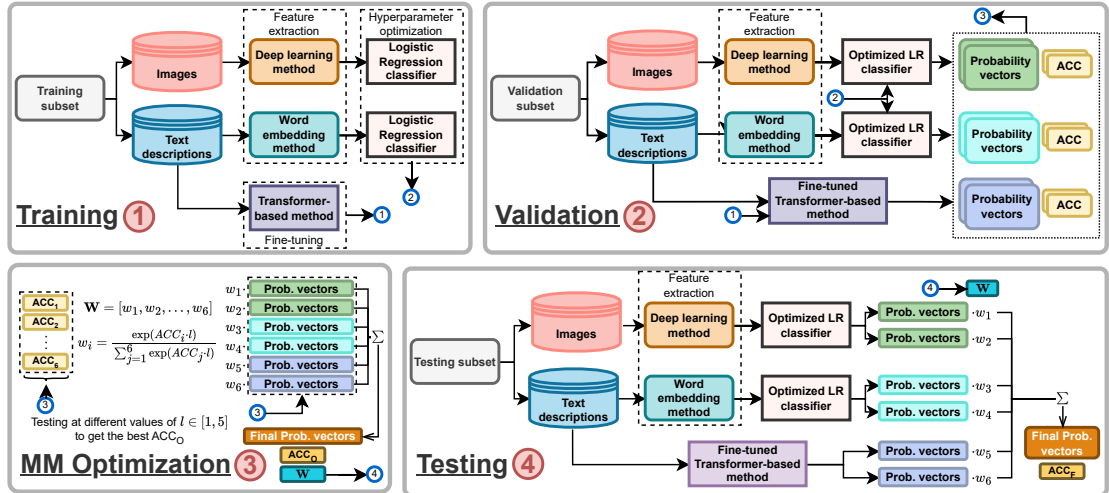 Feature
extraction
Hyperparameter
optimization
Training
subset
Images
Deep learning
method
Logistic
Regression
classifier
Text
descriptions
Word
embedding
method
Logistic
Regression
classifier
2
Transformer-
based method
1
Fine-tuning
Training 1
Feature
extraction
3
Validation
subset
Images
Deep learning
method
Optimized LR
classifier
Probability
vectors
ACC
2
Text
descriptions
Word
embedding
method
Optimized LR
classifier
Probability
vectors
ACC
1
Fine-tuned
Transformer-based
method
Probability
vectors
ACC
Validation 2
ACC₁
ACC₂
⋮
ACC₆
3
W = [w₁, w₂, . . . , w₆]
wᵢ = exp(ACCᵢ·l) / ∑⁶ⱼ₌₁ exp(ACCⱼ·l)
w₁· Prob. vectors
w₂· Prob. vectors
w₃· Prob. vectors
w₄· Prob. vectors
w₅· Prob. vectors
w₆· Prob. vectors
∑
3
Testing at different values of l ∈ [1, 5]
to get the best ACC_O
Final Prob. vectors
ACC_O
W
4
MM Optimization 3
Feature
extraction
4
W
Testing subset
Images
Deep learning
method
Optimized LR
classifier
Prob. vectors ·w₁
Prob. vectors ·w₂
Text
descriptions
Word
embedding
method
Optimized LR
classifier
Prob. vectors ·w₃
Prob. vectors ·w₄
∑
Fine-tuned
Transformer-based
method
Prob. vectors ·w₅
Prob. vectors ·w₆
Final Prob.
vectors
ACC_F
Testing 4